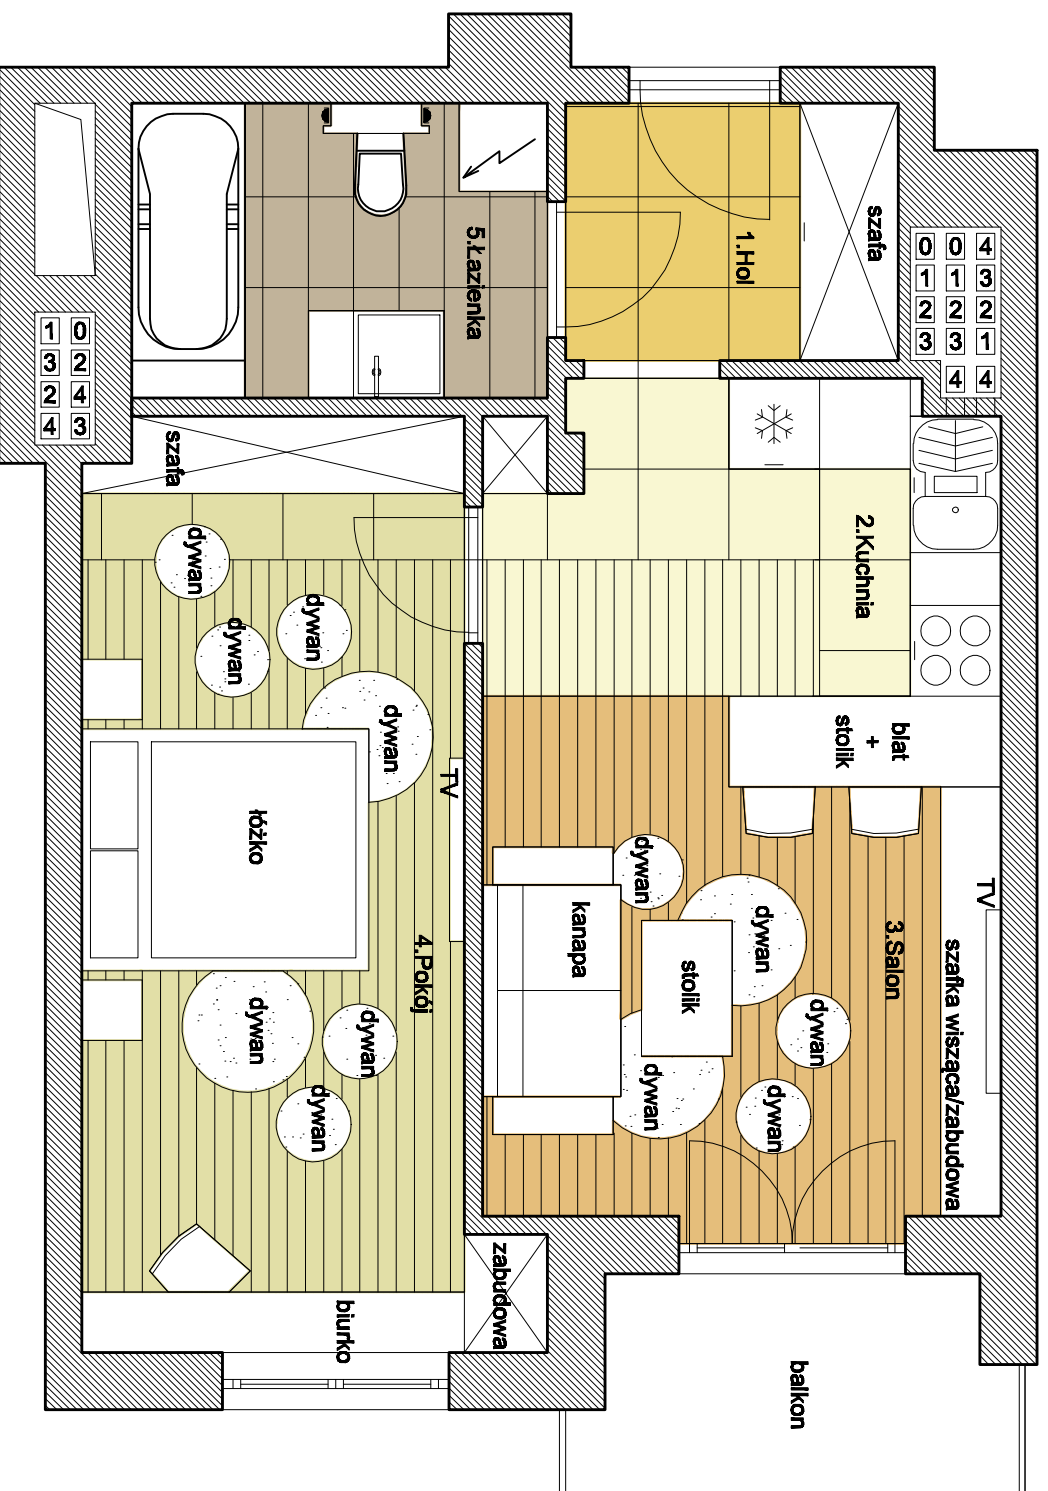 szafa
1.Hol
5.Łazienka
0 0 4
1 1 3
2 2 2
3 3 1
4 4
1 0
3 2
2 4
4 3
szafa
2.Kuchnia
dywan
dywan
dywan
dywan
TV
łóżko
4.Pokój
dywan
dywan
dywan
blat
+
stolik
TV
szafka wisząca/zabudowa
3.Salon
dywan
dywan
kanapa
stolik
dywan
dywan
dywan
zabudowa
biurko
balkon